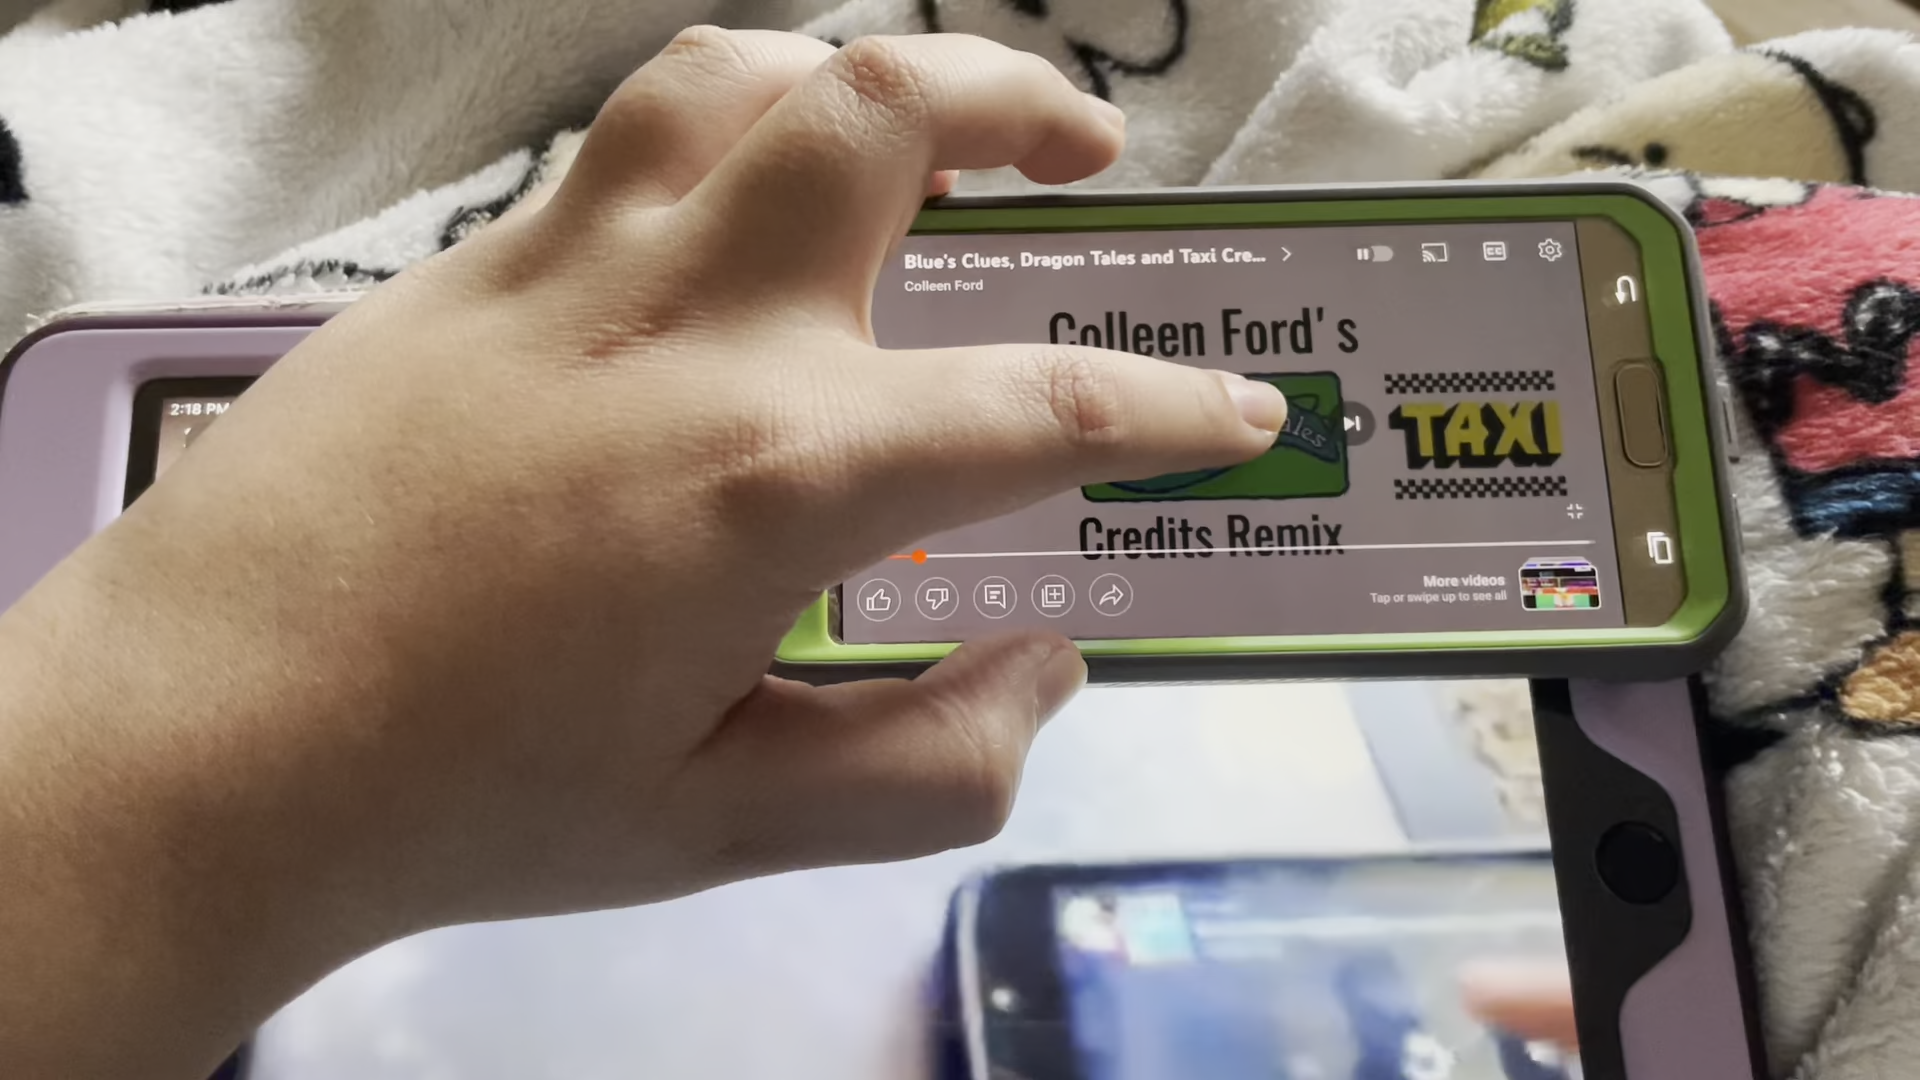 Blue's Clues, Dragon Tales and Taxi Cre...
Colleen Ford
Colleen Ford's
TAXI
Credits Remix
More videos
Tap or swipe up to see all
2:18 PM